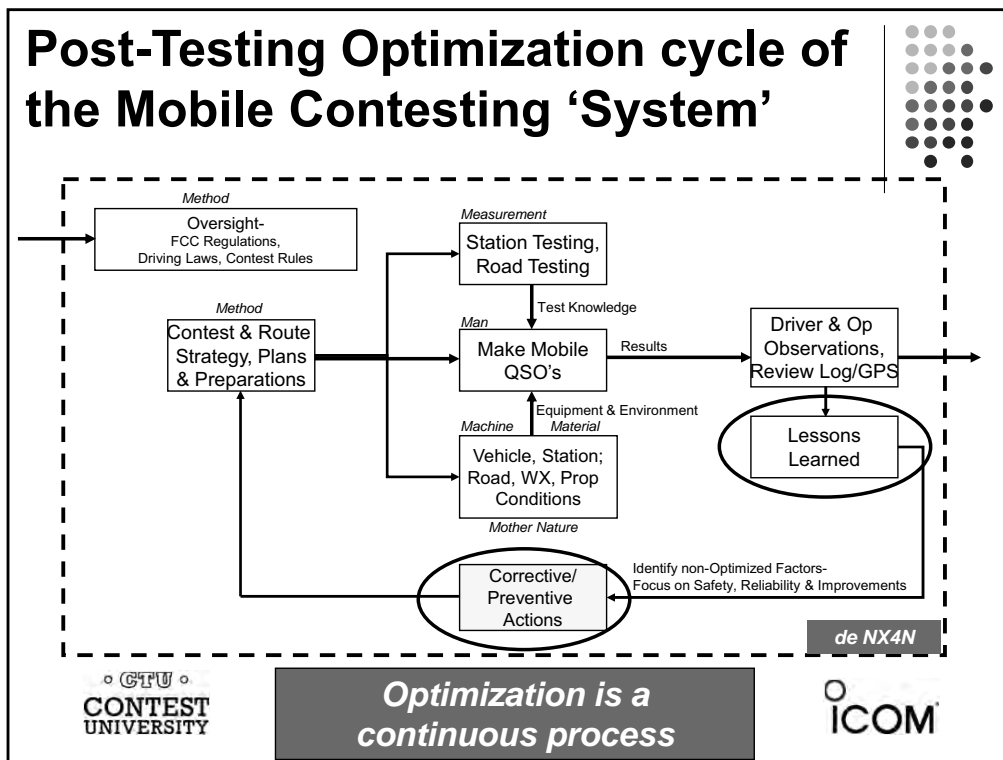 Post-Testing Optimization cycle of
the Mobile Contesting ‘System’
Method
Oversight-
FCC Regulations,
Driving Laws, Contest Rules
Measurement
Station Testing,
Road Testing
Test Knowledge
Method
Contest & Route
Strategy, Plans
& Preparations
Man
Make Mobile
QSO’s
Results
Driver & Op
Observations,
Review Log/GPS
Equipment & Environment
Machine Material
Vehicle, Station;
Road, WX, Prop
Conditions
Mother Nature
Lessons
Learned
Identify non-Optimized Factors-
Focus on Safety, Reliability & Improvements
Corrective/
Preventive
Actions
de NX4N
CTU
CONTEST
UNIVERSITY
Optimization is a
continuous process
ICOM